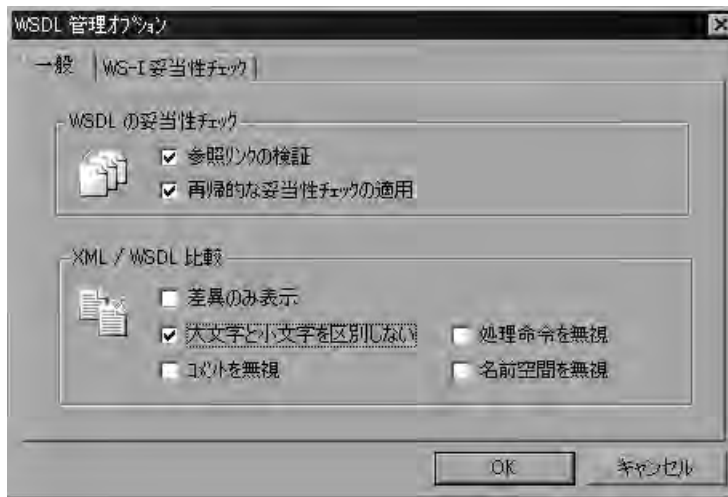 WSDL 管理オプション
一般
WS-I 妥当性チェック
WSDL の妥当性チェック
参照リンクの検証
再帰的な妥当性チェックの適用
XML / WSDL 比較
差異のみ表示
大文字と小文字を区別しない 処理命令を無視
コメントを無視 名前空間を無視
OK キャンセル